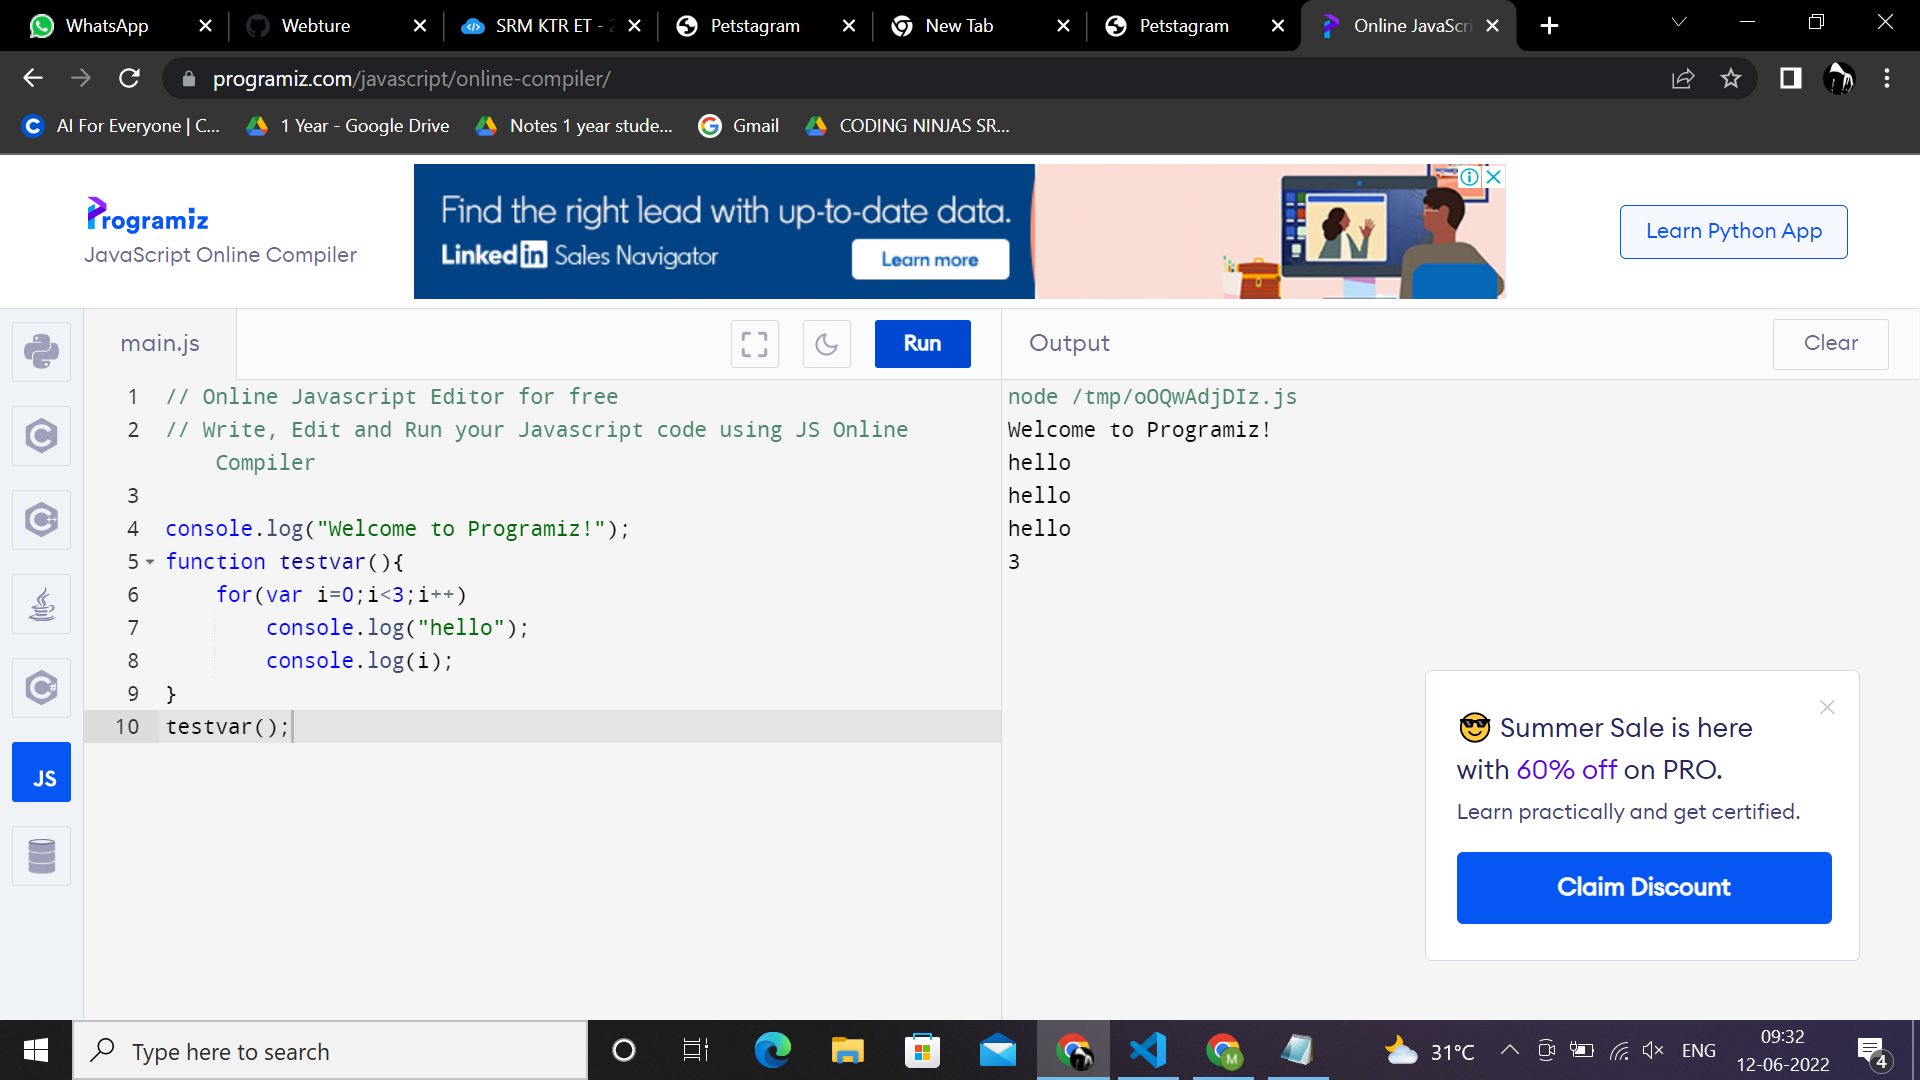 WhatsApp
Webture
SRM KTR ET - 2
Petstagram
New Tab
Petstagram
Online JavaScri
programiz.com/javascript/online-compiler/
AI For Everyone | C...
1 Year - Google Drive
Notes 1 year stude...
Gmail
CODING NINJAS SR...
Programiz
JavaScript Online Compiler
Find the right lead with up-to-date data.
Linked in Sales Navigator
Learn more
Learn Python App
main.js
Run
Output
Clear
1 // Online Javascript Editor for free
2 // Write, Edit and Run your Javascript code using JS Online
Compiler
3
4 console.log("Welcome to Programiz!");
5 function testvar(){
6 for(var i=0;i<3;i++)
7 console.log("hello");
8 console.log(i);
9 }
10 testvar();
JS
node /tmp/oOQwAdjDIz.js
Welcome to Programiz!
hello
hello
hello
3
😎 Summer Sale is here
with 60% off on PRO.
Learn practically and get certified.
Claim Discount
Type here to search
M
31°C
ENG
09:32
12-06-2022
4